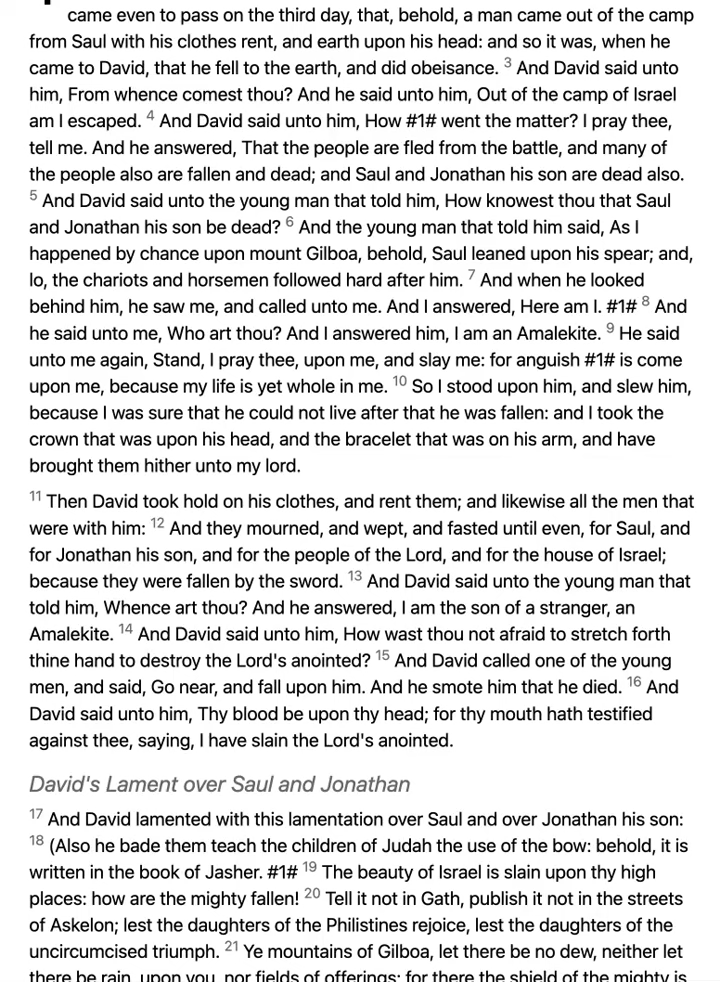 came even to pass on the third day, that, behold, a man came out of the camp
from Saul with his clothes rent, and earth upon his head: and so it was, when he
came to David, that he fell to the earth, and did obeisance. 3 And David said unto
him, From whence comest thou? And he said unto him, Out of the camp of Israel
am I escaped. 4 And David said unto him, How #1# went the matter? I pray thee,
tell me. And he answered, That the people are fled from the battle, and many of
the people also are fallen and dead; and Saul and Jonathan his son are dead also.
5 And David said unto the young man that told him, How knowest thou that Saul
and Jonathan his son be dead? 6 And the young man that told him said, As I
happened by chance upon mount Gilboa, behold, Saul leaned upon his spear; and,
lo, the chariots and horsemen followed hard after him. 7 And when he looked
behind him, he saw me, and called unto me. And I answered, Here am I. #1# 8 And
he said unto me, Who art thou? And I answered him, I am an Amalekite. 9 He said
unto me again, Stand, I pray thee, upon me, and slay me: for anguish #1# is come
upon me, because my life is yet whole in me. 10 So I stood upon him, and slew him,
because I was sure that he could not live after that he was fallen: and I took the
crown that was upon his head, and the bracelet that was on his arm, and have
brought them hither unto my lord.
11 Then David took hold on his clothes, and rent them; and likewise all the men that
were with him: 12 And they mourned, and wept, and fasted until even, for Saul, and
for Jonathan his son, and for the people of the Lord, and for the house of Israel;
because they were fallen by the sword. 13 And David said unto the young man that
told him, Whence art thou? And he answered, I am the son of a stranger, an
Amalekite. 14 And David said unto him, How wast thou not afraid to stretch forth
thine hand to destroy the Lord's anointed? 15 And David called one of the young
men, and said, Go near, and fall upon him. And he smote him that he died. 16 And
David said unto him, Thy blood be upon thy head; for thy mouth hath testified
against thee, saying, I have slain the Lord's anointed.
David's Lament over Saul and Jonathan
17 And David lamented with this lamentation over Saul and over Jonathan his son:
18 (Also he bade them teach the children of Judah the use of the bow: behold, it is
written in the book of Jasher. #1# 19 The beauty of Israel is slain upon thy high
places: how are the mighty fallen! 20 Tell it not in Gath, publish it not in the streets
of Askelon; lest the daughters of the Philistines rejoice, lest the daughters of the
uncircumcised triumph. 21 Ye mountains of Gilboa, let there be no dew, neither let
there be rain, upon you, nor fields of offerings: for there the shield of the mighty is